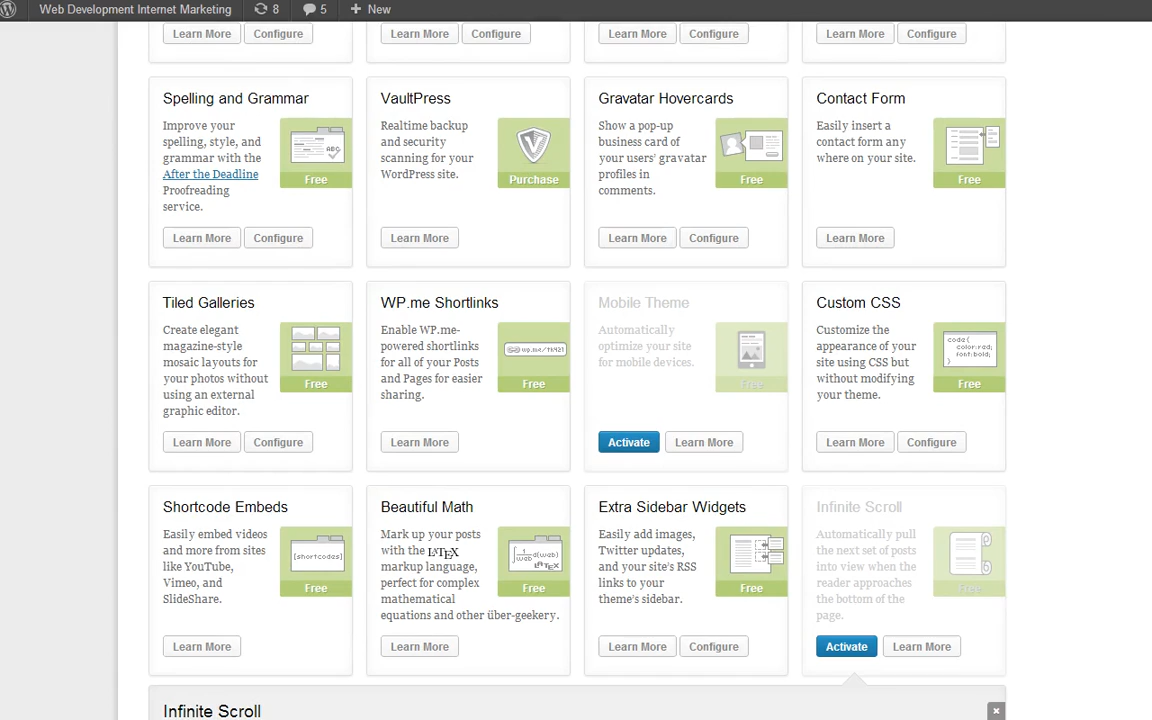 Web Development Internet Marketing 8 5 + New
Learn More Configure Learn More Configure Learn More Configure Learn More Configure
Spelling and Grammar
Improve your
spelling, style, and
grammar with the
After the Deadline
Proofreading
service.
ABC
Free
Learn More Configure
VaultPress
Realtime backup
and security
scanning for your
WordPress site.
Purchase
Learn More
Gravatar Hovercards
Show a pop-up
business card of
your users' gravatar
profiles in
comments.
Free
Learn More Configure
Contact Form
Easily insert a
contact form any
where on your site.
Free
Learn More
Tiled Galleries
Create elegant
magazine-style
mosaic layouts for
your photos without
using an external
graphic editor.
Free
Learn More Configure
WP.me Shortlinks
Enable WP.me-
powered shortlinks
for all of your Posts
and Pages for easier
sharing.
Free
Learn More
Mobile Theme
Automatically
optimize your site
for mobile devices.
Free
Activate Learn More
Custom CSS
Customize the
appearance of your
site using CSS but
without modifying
your theme.
code{
color:red;
font:bold;
}
Free
Learn More Configure
Shortcode Embeds
Easily embed videos
and more from sites
like YouTube,
Vimeo, and
SlideShare.
[shortcodes]
Free
Learn More
Beautiful Math
Mark up your posts
with the LATEX
markup language,
perfect for complex
mathematical
equations and other über-geekery.
Free
Learn More
Extra Sidebar Widgets
Easily add images,
Twitter updates,
and your site's RSS
links to your
theme's sidebar.
Free
Learn More Configure
Infinite Scroll
Automatically pull
the next set of posts
into view when the
reader approaches
the bottom of the
page.
Free
Activate Learn More
Infinite Scroll